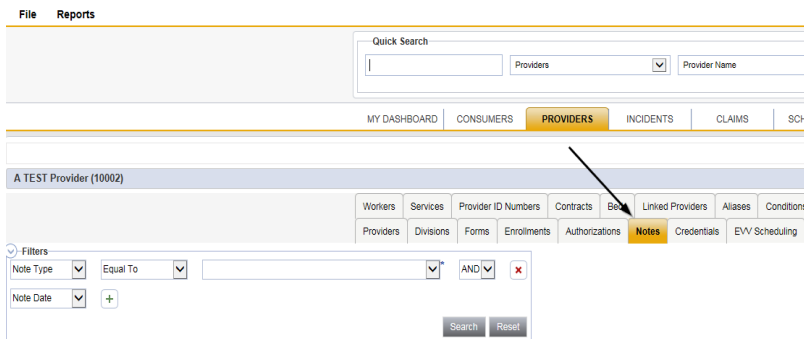 File Reports
Quick Search
Providers Provider Name
MY DASHBOARD CONSUMERS PROVIDERS INCIDENTS CLAIMS SCH
A TEST Provider (10002)
Workers Services Provider ID Numbers Contracts Linked Providers Aliases Conditions
Providers Divisions Forms Enrollments Authorizations Notes Credentials EVV Scheduling
Filters
Note Type Equal To * AND
Note Date +
Search Reset